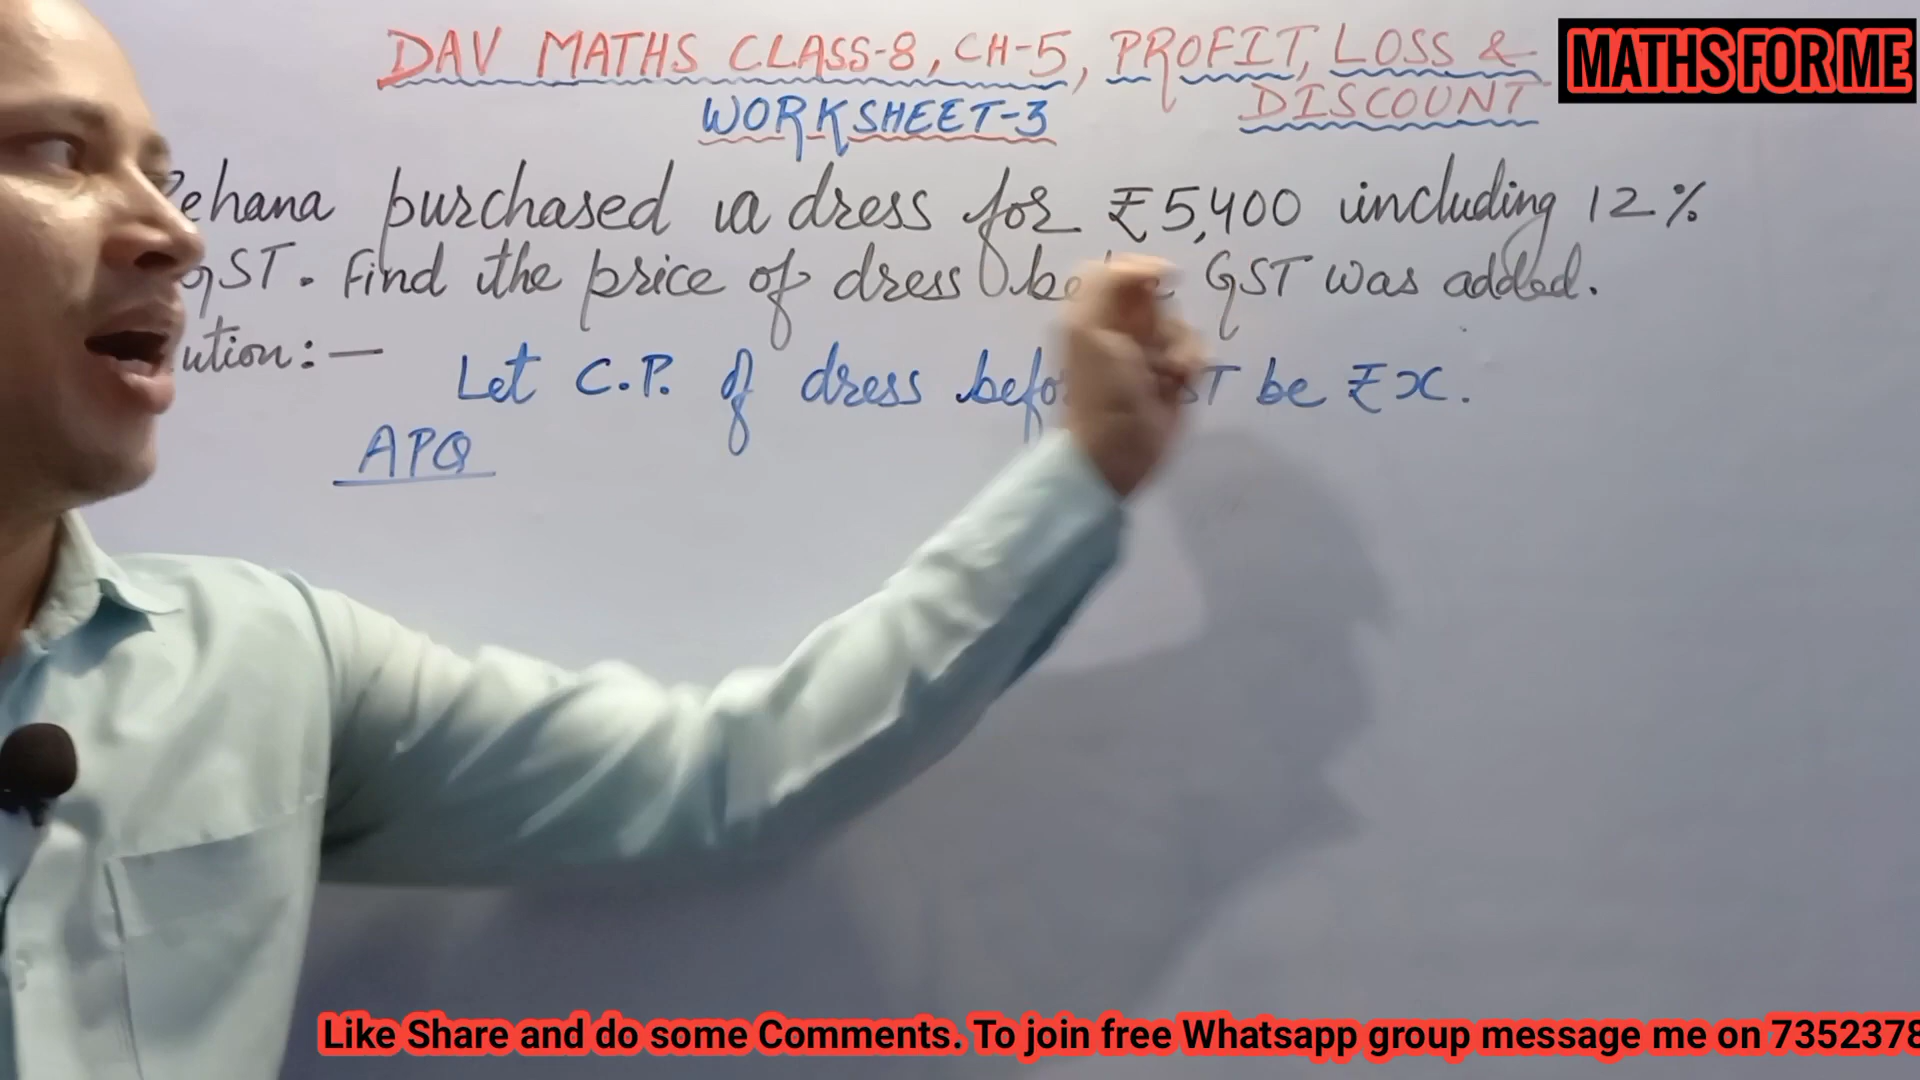 DAV MATHS CLASS-8, CH-5, PROFIT, LOSS &
DISCOUNT
MATHS FOR ME
WORKSHEET-3
ehana purchased a dress for ₹5,400 including 12%
GST. Find the price of dress GST was added.
ution:—
Let C.P. of dress be ₹x.
APQ
Like Share and do some Comments. To join free Whatsapp group message me on 7352378